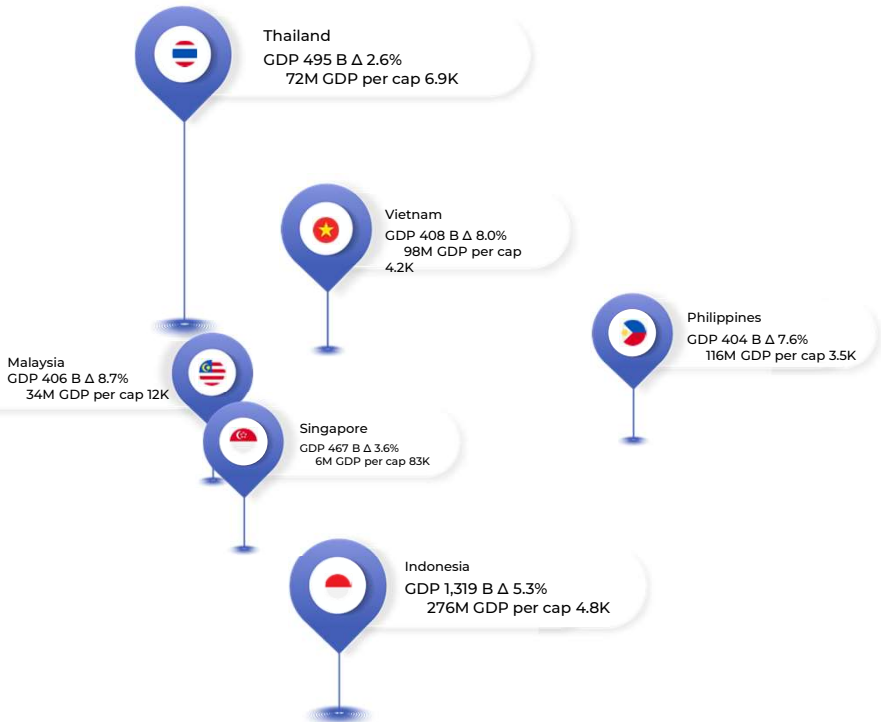 Thailand
GDP 495 B Δ 2.6%
72M GDP per cap 6.9K
Vietnam
GDP 408 B Δ 8.0%
98M GDP per cap
4.2K
Philippines
GDP 404 B Δ 7.6%
116M GDP per cap 3.5K
Malaysia
GDP 406 B Δ 8.7%
34M GDP per cap 12K
Singapore
GDP 467 B Δ 3.6%
6M GDP per cap 83K
Indonesia
GDP 1,319 B Δ 5.3%
276M GDP per cap 4.8K